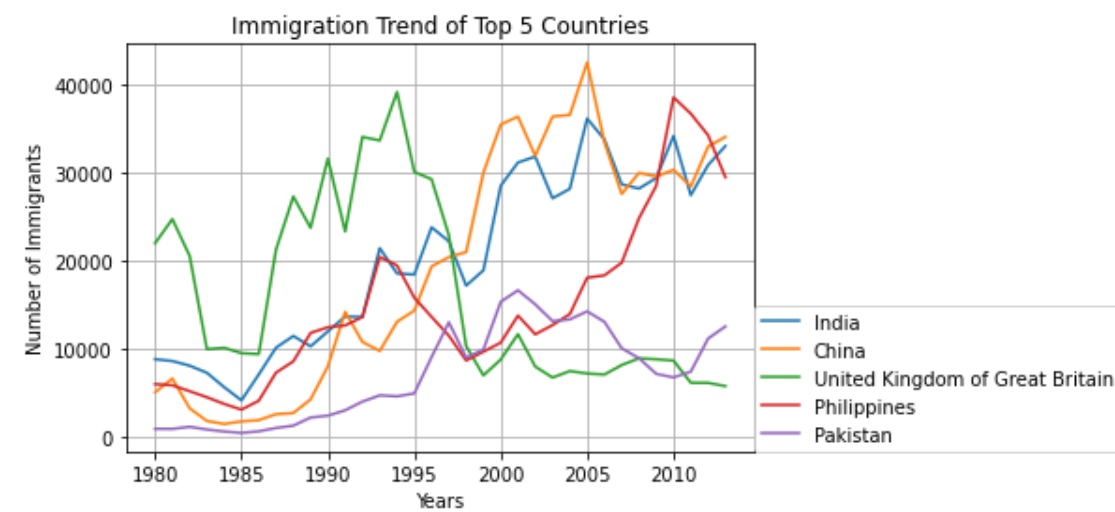 Immigration Trend of Top 5 Countries
Number of Immigrants
40000
30000
20000
10000
0
1980 1985 1990 1995 2000 2005 2010
Years
India
China
United Kingdom of Great Britain
Philippines
Pakistan